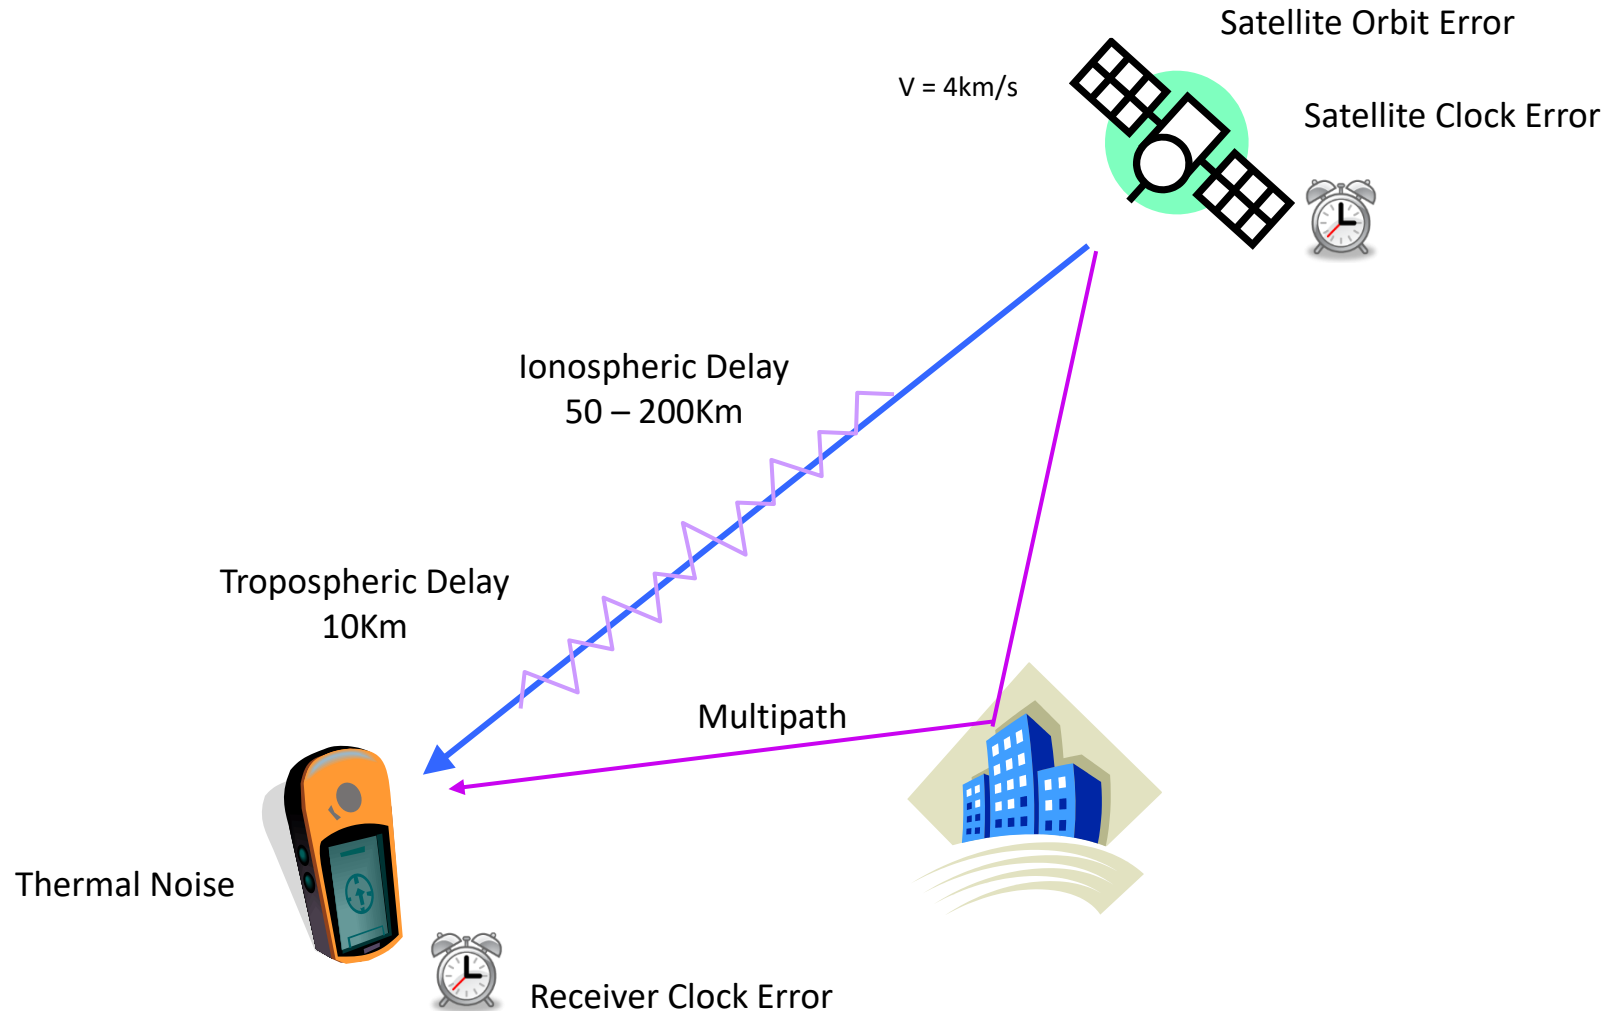 Satellite Orbit Error
V = 4km/s
Satellite Clock Error
Ionospheric Delay
50 – 200Km
Tropospheric Delay
10Km
Multipath
Thermal Noise
Receiver Clock Error